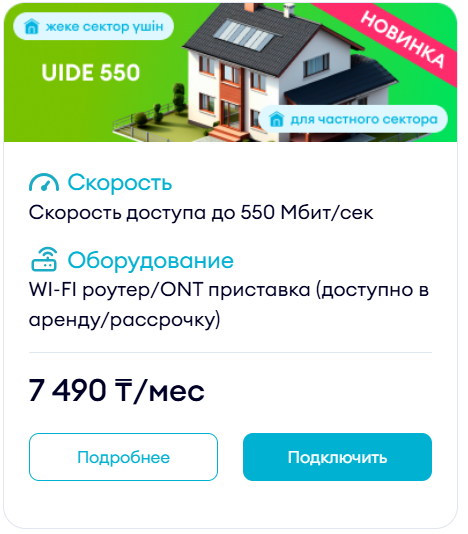 жеке сектор үшін
НОВИНКА
UIDE 550
для частного сектора
Скорость
Скорость доступа до 550 Мбит/сек
Оборудование
WI-FI роутер/ONT приставка (доступно в
аренду/рассрочку)
7 490 ₸/мес
Подробнее
Подключить